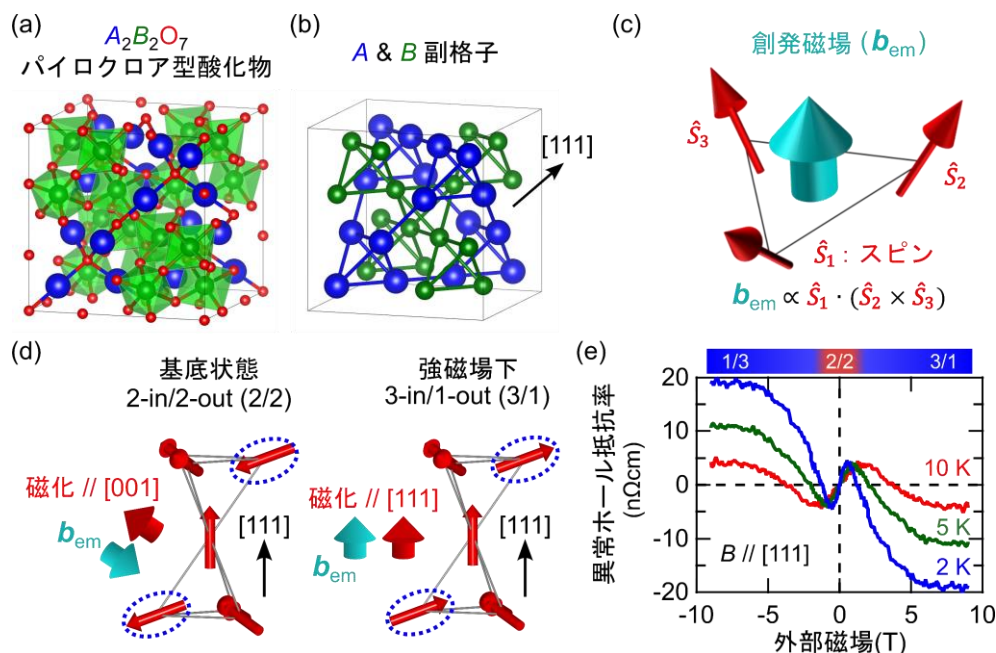 (a)
A₂B₂O₇
パイロクロア型酸化物
(b)
A & B 副格子
[111]
(c)
創発磁場 (b_em)
Ŝ₃
Ŝ₂
Ŝ₁：スピン
b_em ∝ Ŝ₁ · (Ŝ₂ × Ŝ₃)
(d)
基底状態
2-in/2-out (2/2)
磁化 // [001]
b_em
[111]
強磁場下
3-in/1-out (3/1)
磁化 // [111]
b_em
[111]
(e)
1/3
2/2
3/1
異常ホール抵抗率
(nΩcm)
20
10
0
-10
-20
10 K
5 K
2 K
B // [111]
-10
-5
0
5
10
外部磁場(T)